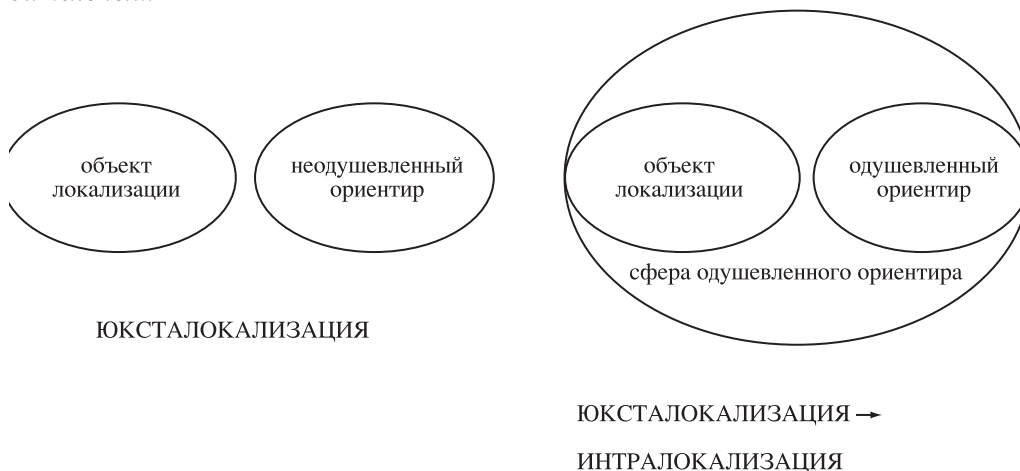 объект
локализации
неодушевленный
ориентир
ЮКСТАЛОКАЛИЗАЦИЯ
объект
локализации
одушевленный
ориентир
сфера одушевленного ориентира
ЮКСТАЛОКАЛИЗАЦИЯ →
ИНТРАЛОКАЛИЗАЦИЯ